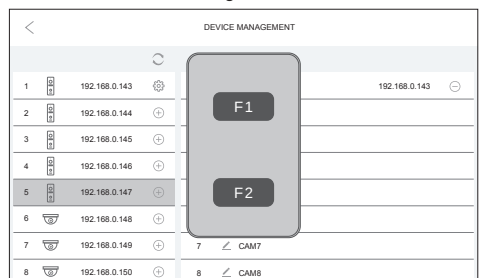 DEVICE MANAGEMENT
1 192.168.0.143 192.168.0.143
2 192.168.0.144
F1
3 192.168.0.145
4 192.168.0.146
5 192.168.0.147
F2
6 192.168.0.148
7 192.168.0.149 7 CAM7
8 192.168.0.150 8 CAM8